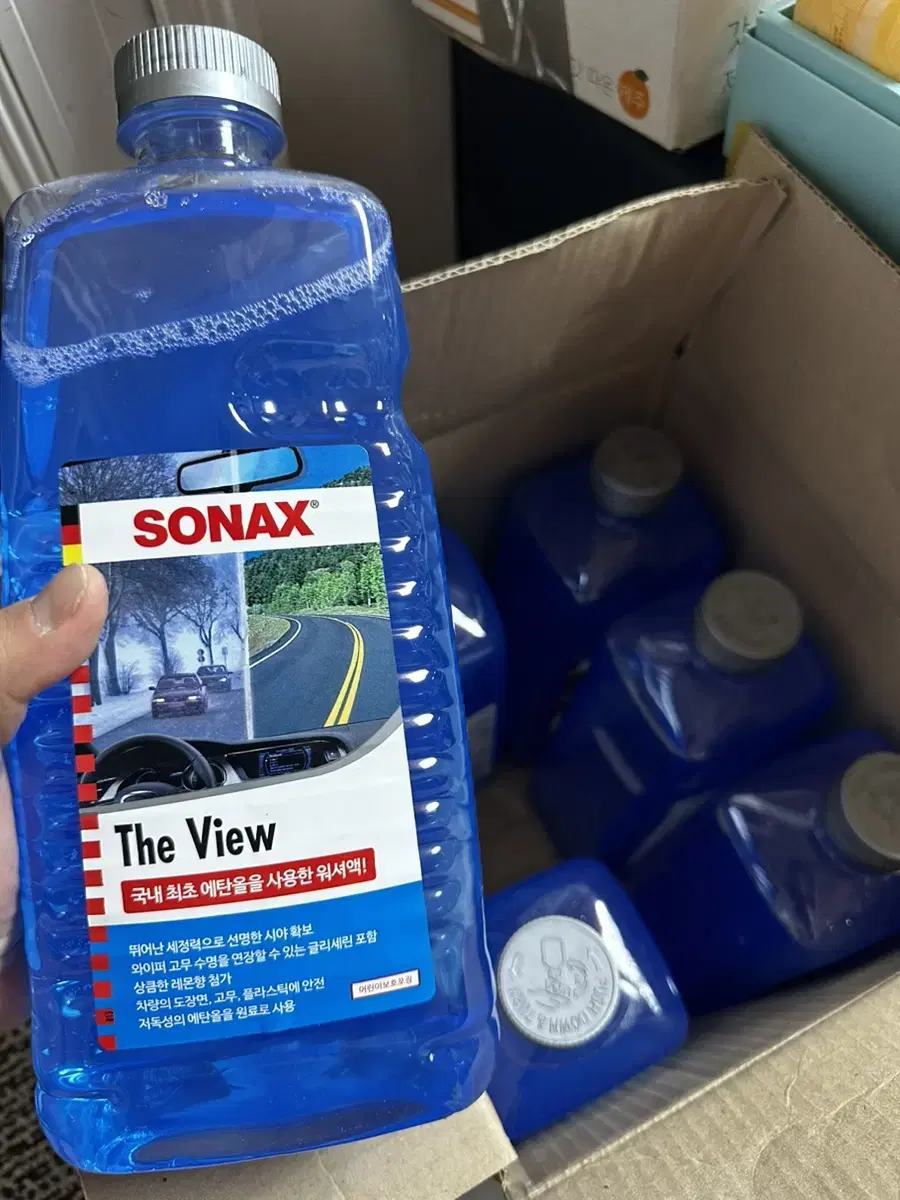 SONAX®
The View
국내 최초 에탄올을 사용한 워셔액!
뛰어난 세정력으로 선명한 시야 확보
와이퍼 고무 수명을 연장할 수 있는 글리세린 포함
상큼한 레몬향 첨가
차량의 도장면, 고무, 플라스틱에 안전
저독성의 에탄올을 원료로 사용
어린이보호포장
제주